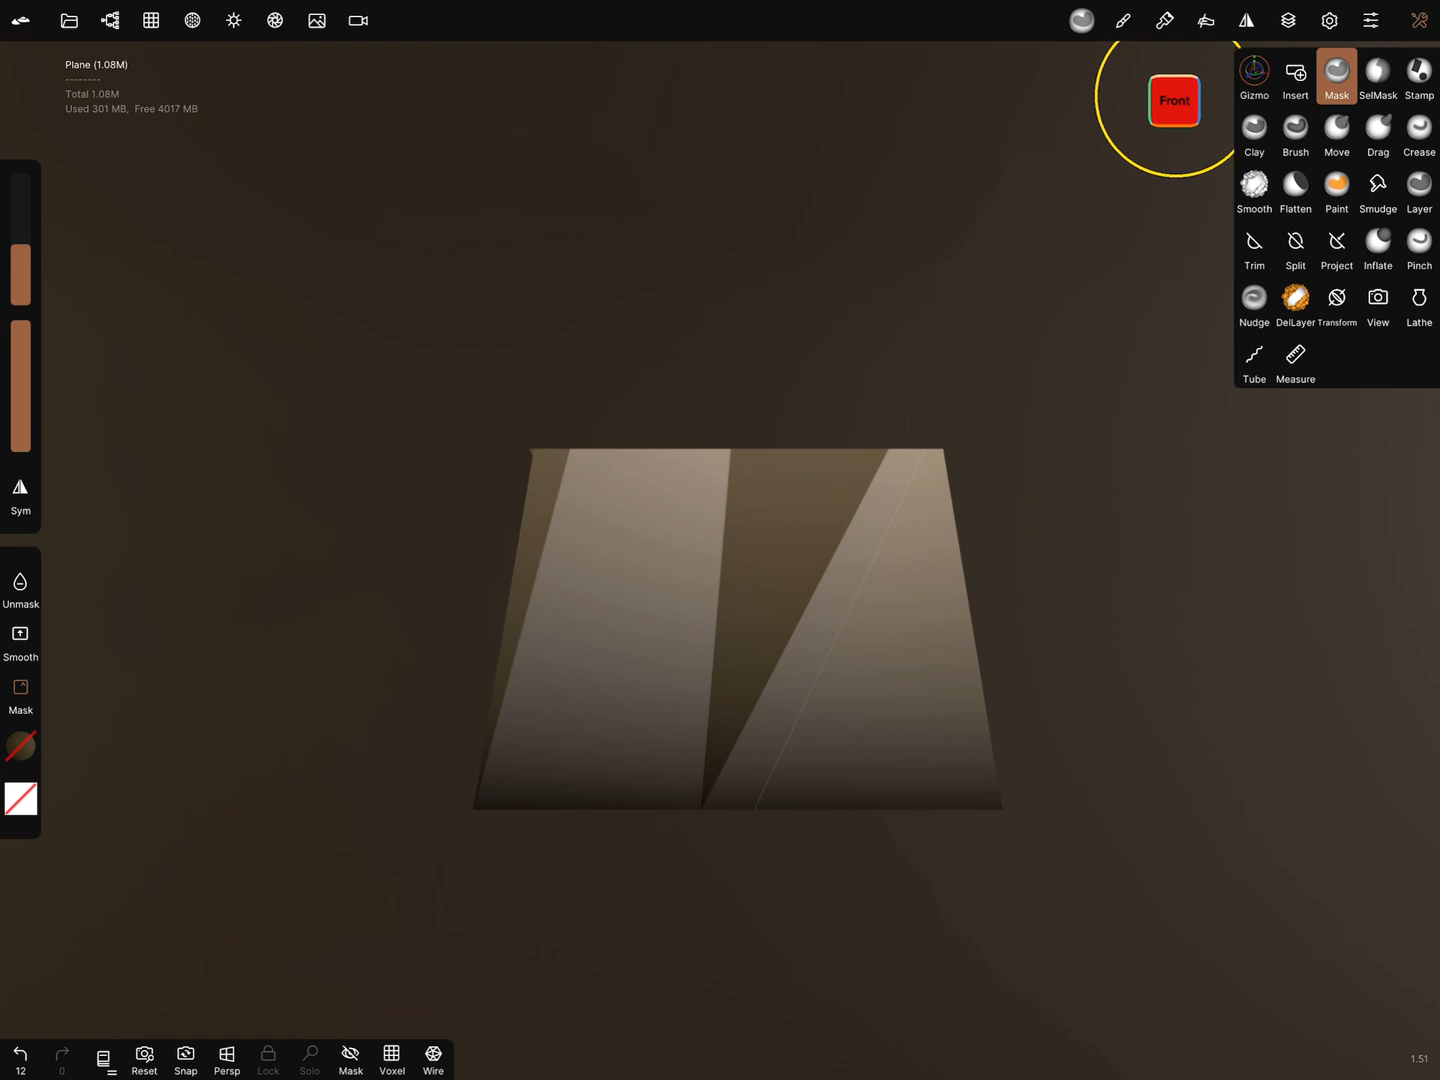 Plane (1.08M)
--------
Total 1.08M
Used 301 MB, Free 4017 MB
Front
Gizmo Insert Mask SelMask Stamp
Clay Brush Move Drag Crease
Smooth Flatten Paint Smudge Layer
Trim Split Project Inflate Pinch
Nudge DelLayer Transform View Lathe
Tube Measure
Sym
Unmask
Smooth
Mask
12 0 Reset Snap Persp Lock Solo Mask Voxel Wire
1.51